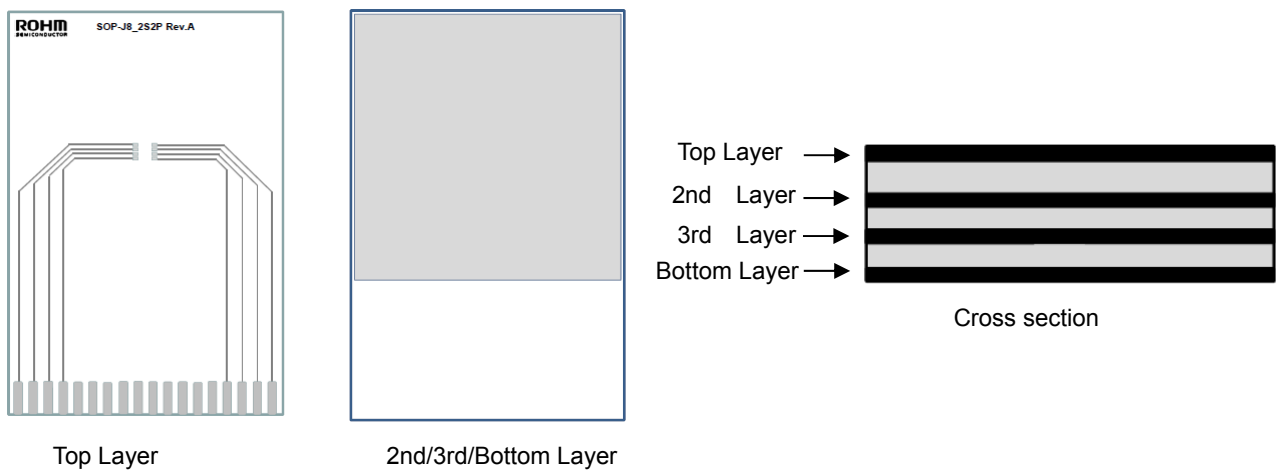 ROHM
SEMICONDUCTOR
SOP-J8_2S2P Rev.A
Top Layer
2nd Layer
3rd Layer
Bottom Layer
Cross section
Top Layer
2nd/3rd/Bottom Layer